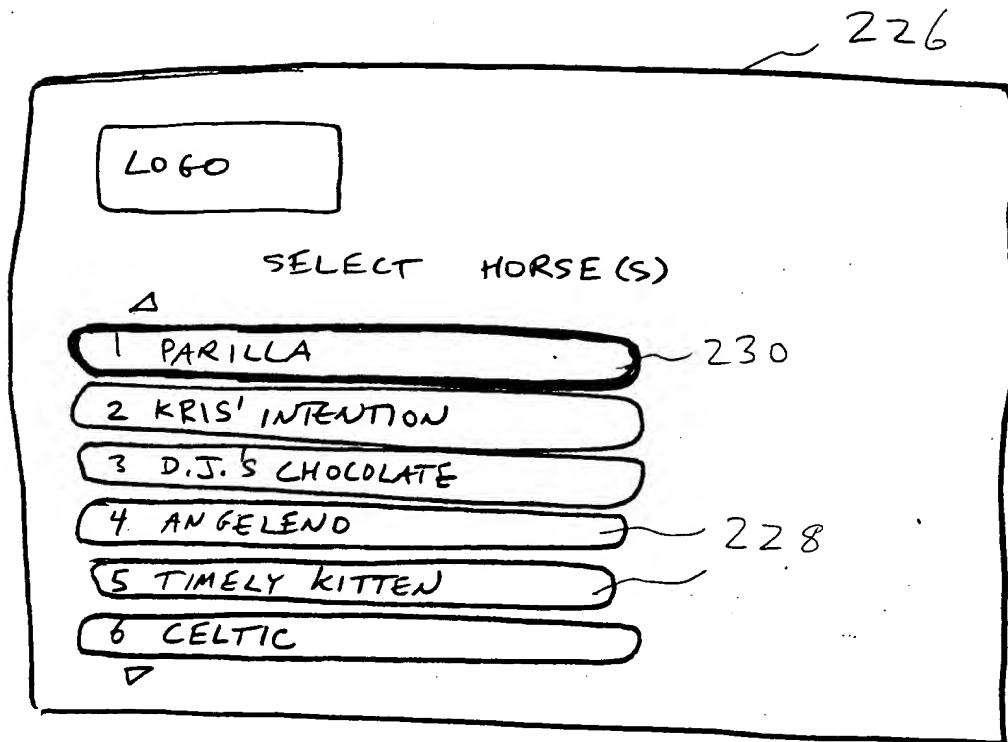 226
LOGO
SELECT HORSE(S)
1 PARILLA
230
2 KRIS' INTENTION
3 D.J.'S CHOCOLATE
4 ANGELENO
228
5 TIMELY KITTEN
6 CELTIC